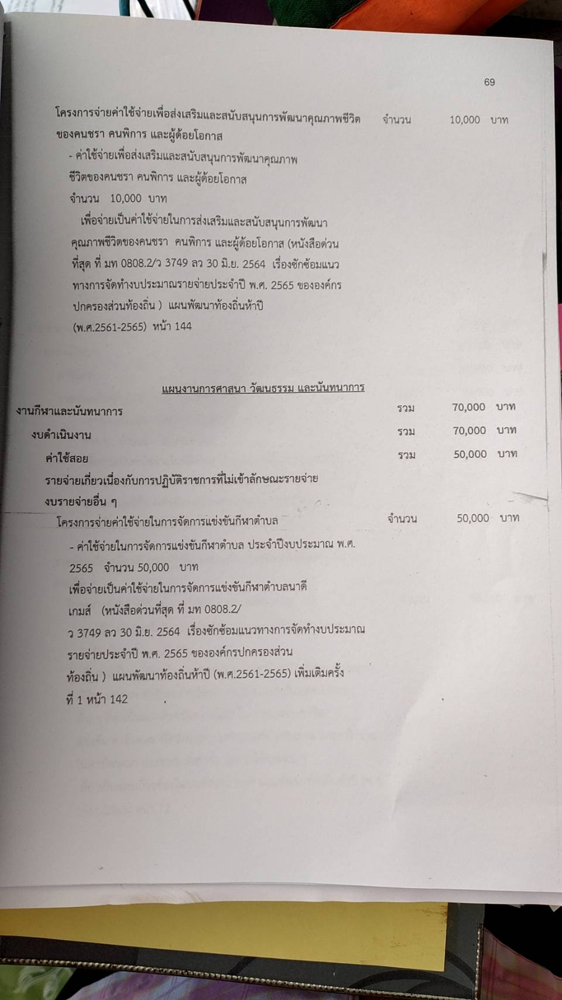 69
โครงการจ่ายค่าใช้จ่ายเพื่อส่งเสริมและสนับสนุนการพัฒนาคุณภาพชีวิต จำนวน 10,000 บาท
ของคนชรา คนพิการ และผู้ด้อยโอกาส
- ค่าใช้จ่ายเพื่อส่งเสริมและสนับสนุนการพัฒนาคุณภาพ
ชีวิตของคนชรา คนพิการ และผู้ด้อยโอกาส
จำนวน 10,000 บาท
เพื่อจ่ายเป็นค่าใช้จ่ายในการส่งเสริมและสนับสนุนการพัฒนา
คุณภาพชีวิตของคนชรา คนพิการ และผู้ด้อยโอกาส (หนังสือด่วน
ที่สุด ที่ มท 0808.2/ว 3749 ลว 30 มิ.ย. 2564 เรื่องซักซ้อมแนว
ทางการจัดทำงบประมาณรายจ่ายประจำปี พ.ศ. 2565 ขององค์กร
ปกครองส่วนท้องถิ่น ) แผนพัฒนาท้องถิ่นห้าปี
(พ.ศ.2561-2565) หน้า 144
แผนงานการศาสนา วัฒนธรรม และนันทนาการ
งานกีฬาและนันทนาการ รวม 70,000 บาท
งบดำเนินงาน รวม 70,000 บาท
ค่าใช้สอย รวม 50,000 บาท
รายจ่ายเกี่ยวเนื่องกับการปฏิบัติราชการที่ไม่เข้าลักษณะรายจ่าย
งบรายจ่ายอื่น ๆ
โครงการจ่ายค่าใช้จ่ายในการจัดการแข่งขันกีฬาตำบล จำนวน 50,000 บาท
- ค่าใช้จ่ายในการจัดการแข่งขันกีฬาตำบล ประจำปีงบประมาณ พ.ศ.
2565 จำนวน 50,000 บาท
เพื่อจ่ายเป็นค่าใช้จ่ายในการจัดการแข่งขันกีฬาตำบลนาดี
เกมส์ (หนังสือด่วนที่สุด ที่ มท 0808.2/
ว 3749 ลว 30 มิ.ย. 2564 เรื่องซักซ้อมแนวทางการจัดทำงบประมาณ
รายจ่ายประจำปี พ.ศ. 2565 ขององค์กรปกครองส่วน
ท้องถิ่น ) แผนพัฒนาท้องถิ่นห้าปี (พ.ศ.2561-2565) เพิ่มเติมครั้ง
ที่ 1 หน้า 142